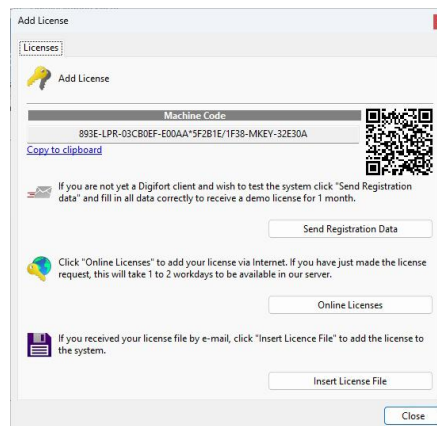 Add License
Licenses
Add License
Machine Code
893E-LPR-03CB0EF-E00AA*5F2B1E/1F38-MKEY-32E30A
Copy to clipboard
If you are not yet a Digifort client and wish to test the system click "Send Registration
data" and fill in all data correctly to receive a demo license for 1 month.
Send Registration Data
Click "Online Licenses" to add your license via Internet. If you have just made the license
request, this will take 1 to 2 workdays to be available in our server.
Online Licenses
If you received your license file by e-mail, click "Insert Licence File" to add the license to
the system.
Insert License File
Close